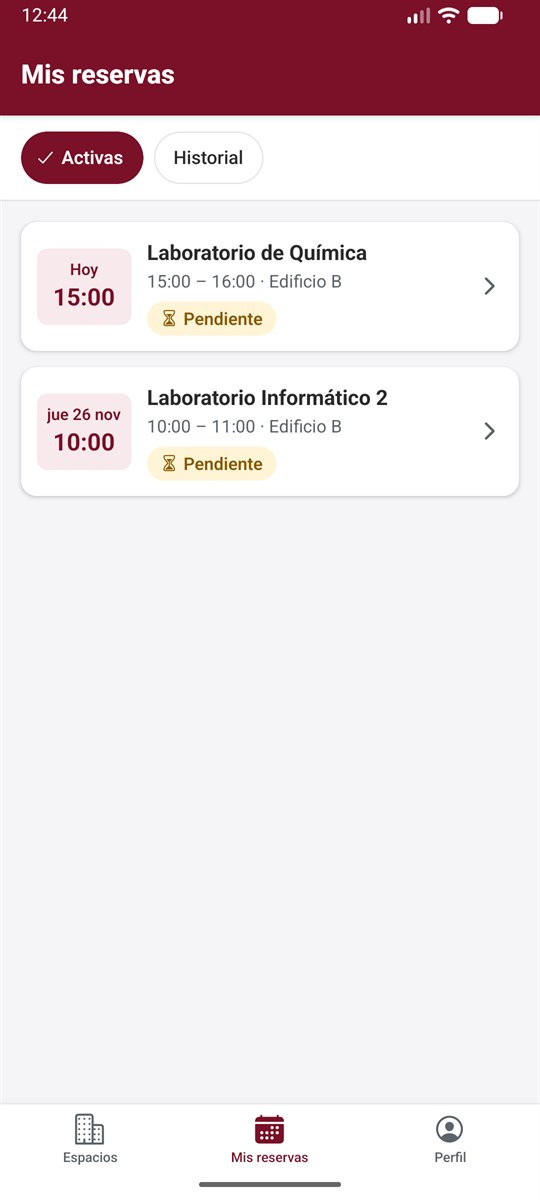 12:44
Mis reservas
Activas
Historial
Hoy
15:00
Laboratorio de Química
15:00 – 16:00 · Edificio B
Pendiente
jue 26 nov
10:00
Laboratorio Informático 2
10:00 – 11:00 · Edificio B
Pendiente
Espacios
Mis reservas
Perfil